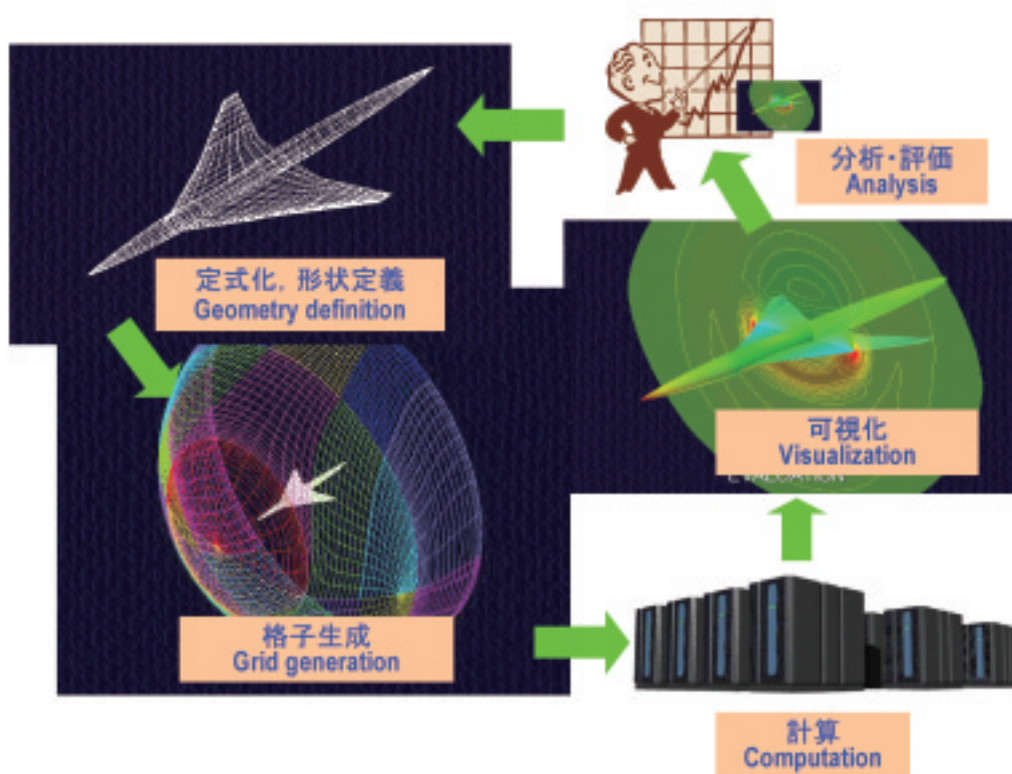 分析・評価
Analysis
定式化, 形状定義
Geometry definition
可視化
Visualization
EVALUATION
格子生成
Grid generation
計算
Computation